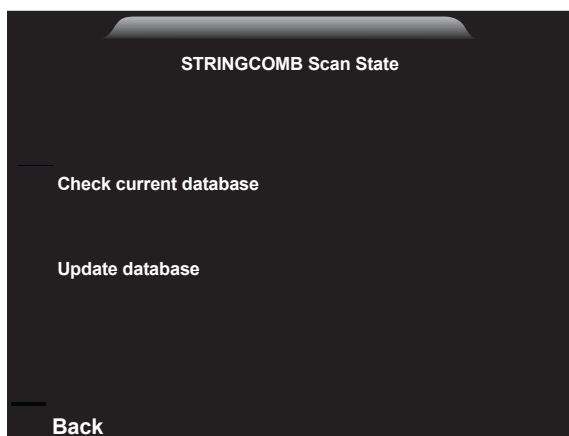 STRINGCOMB Scan State
Check current database
Update database
Back